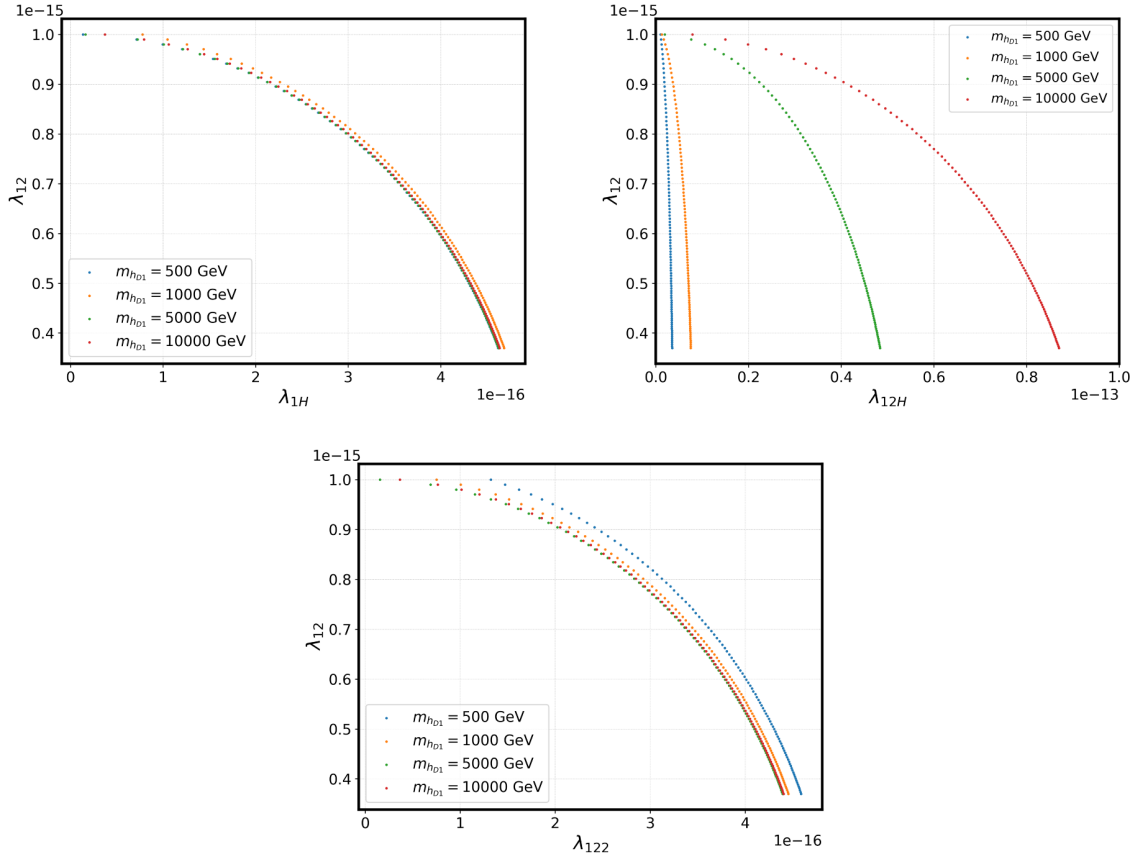 1e−15
1.0
0.9
0.8
0.7
0.6
0.5
0.4
λ12
m_hD1 = 500 GeV
m_hD1 = 1000 GeV
m_hD1 = 5000 GeV
m_hD1 = 10000 GeV
0 1 2 3 4
λ1H
1e−16
1e−15
1.0
0.9
0.8
0.7
0.6
0.5
0.4
λ12
m_hD1 = 500 GeV
m_hD1 = 1000 GeV
m_hD1 = 5000 GeV
m_hD1 = 10000 GeV
0.0 0.2 0.4 0.6 0.8 1.0
λ12H
1e−13
1e−15
1.0
0.9
0.8
0.7
0.6
0.5
0.4
λ12
m_hD1 = 500 GeV
m_hD1 = 1000 GeV
m_hD1 = 5000 GeV
m_hD1 = 10000 GeV
0 1 2 3 4
λ122
1e−16